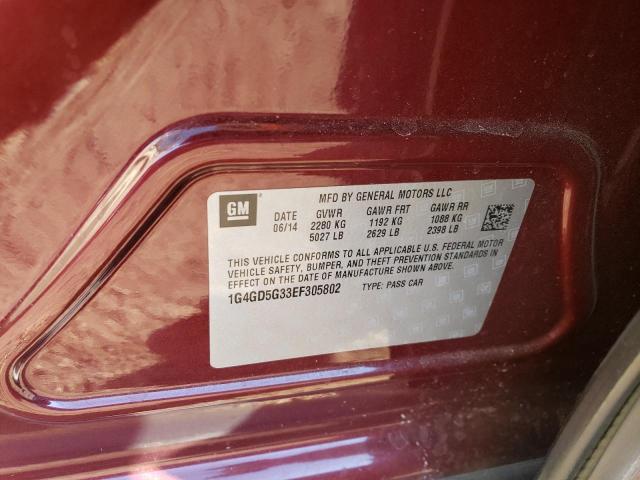 GM
MFD BY GENERAL MOTORS LLC
DATE GVWR GAWR FRT GAWR RR
06/14 2280 KG 1192 KG 1088 KG
5027 LB 2629 LB 2398 LB
THIS VEHICLE CONFORMS TO ALL APPLICABLE U.S. FEDERAL MOTOR
VEHICLE SAFETY, BUMPER, AND THEFT PREVENTION STANDARDS IN
EFFECT ON THE DATE OF MANUFACTURE SHOWN ABOVE.
1G4GD5G33EF305802 TYPE: PASS CAR